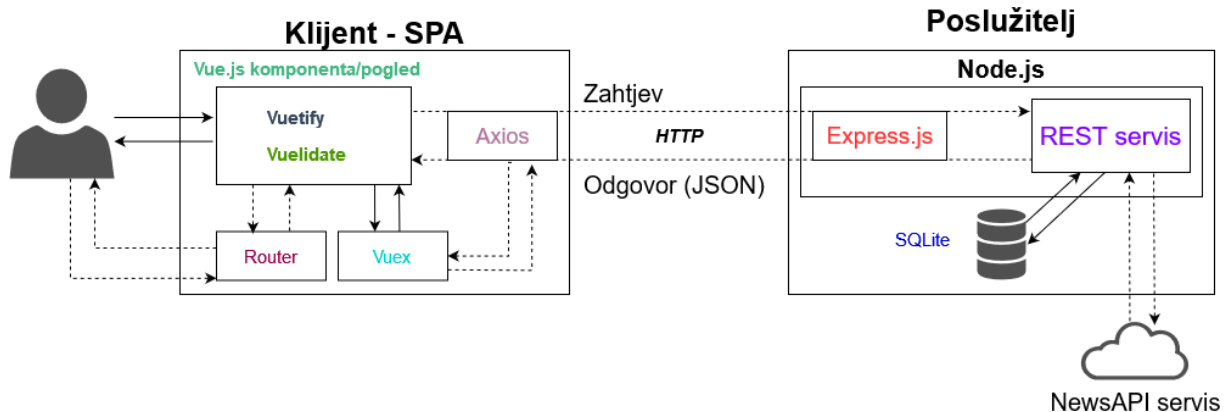 Klijent - SPA
Poslužitelj
Vue.js komponenta/pogled
Node.js
Vuetify
Vuelidate
Axios
Zahtjev
HTTP
Odgovor (JSON)
Express.js
REST servis
Router
Vuex
SQLite
NewsAPI servis